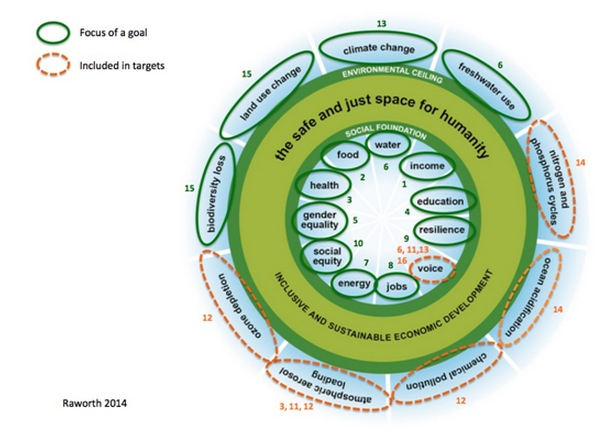 Focus of a goal
Included in targets
13
climate change
6
freshwater use
15
land use change
ENVIRONMENTAL CEILING
the safe and just space for humanity
SOCIAL FOUNDATION
14
nitrogen and
phosphorus cycles
15
biodiversity loss
water
6
food
2
income
1
health
3
education
4
gender
equality
5
resilience
9
social
equity
10
6, 11,13
16
voice
energy
7
jobs
8
INCLUSIVE AND SUSTAINABLE ECONOMIC DEVELOPMENT
ozone depletion
12
ocean acidification
14
atmospheric aerosol
loading
3, 11, 12
chemical pollution
12
Raworth 2014